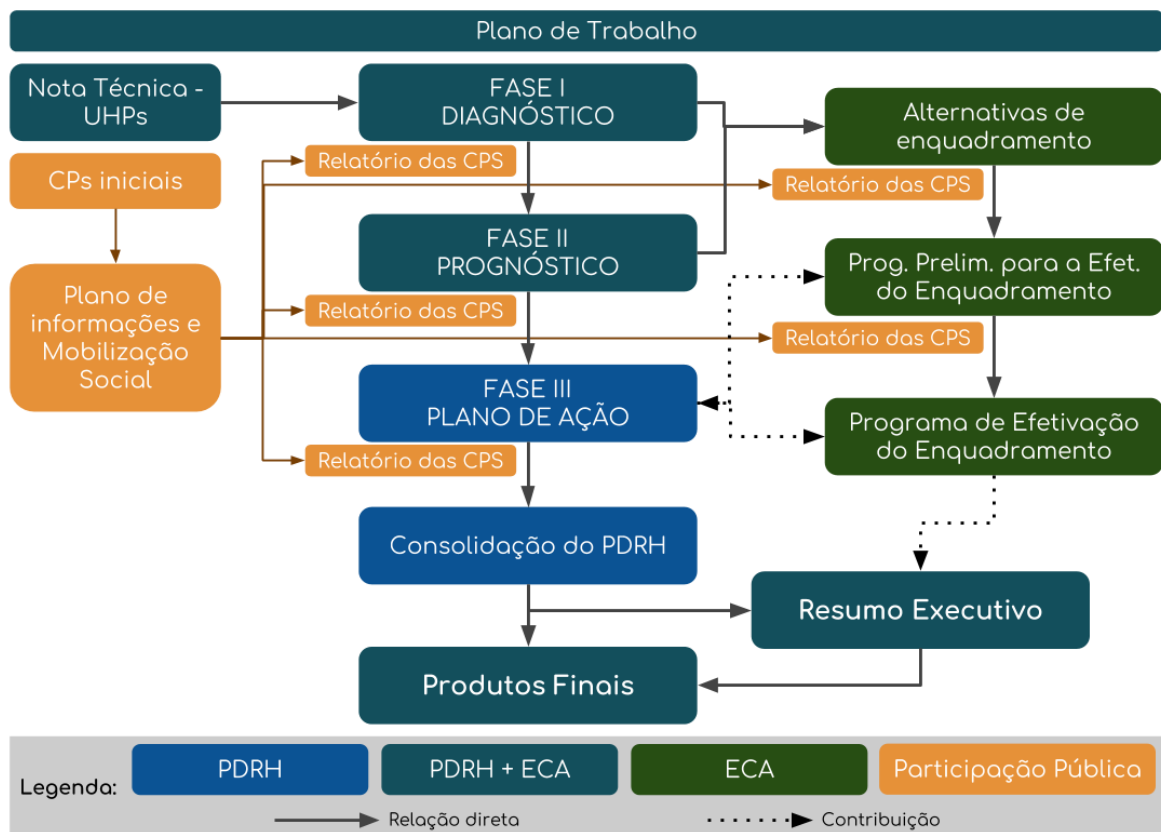 Plano de Trabalho
Nota Técnica -
UHPs
FASE I
DIAGNÓSTICO
Alternativas de
enquadramento
CPs iniciais
Relatório das CPS
Relatório das CPS
FASE II
PROGNÓSTICO
Prog. Prelim. para a Efet.
do Enquadramento
Plano de
informações e
Mobilização
Social
Relatório das CPS
Relatório das CPS
FASE III
PLANO DE AÇÃO
Programa de Efetivação
do Enquadramento
Relatório das CPS
Consolidação do PDRH
Resumo Executivo
Produtos Finais
Legenda:
PDRH
PDRH + ECA
ECA
Participação Pública
Relação direta
Contribuição